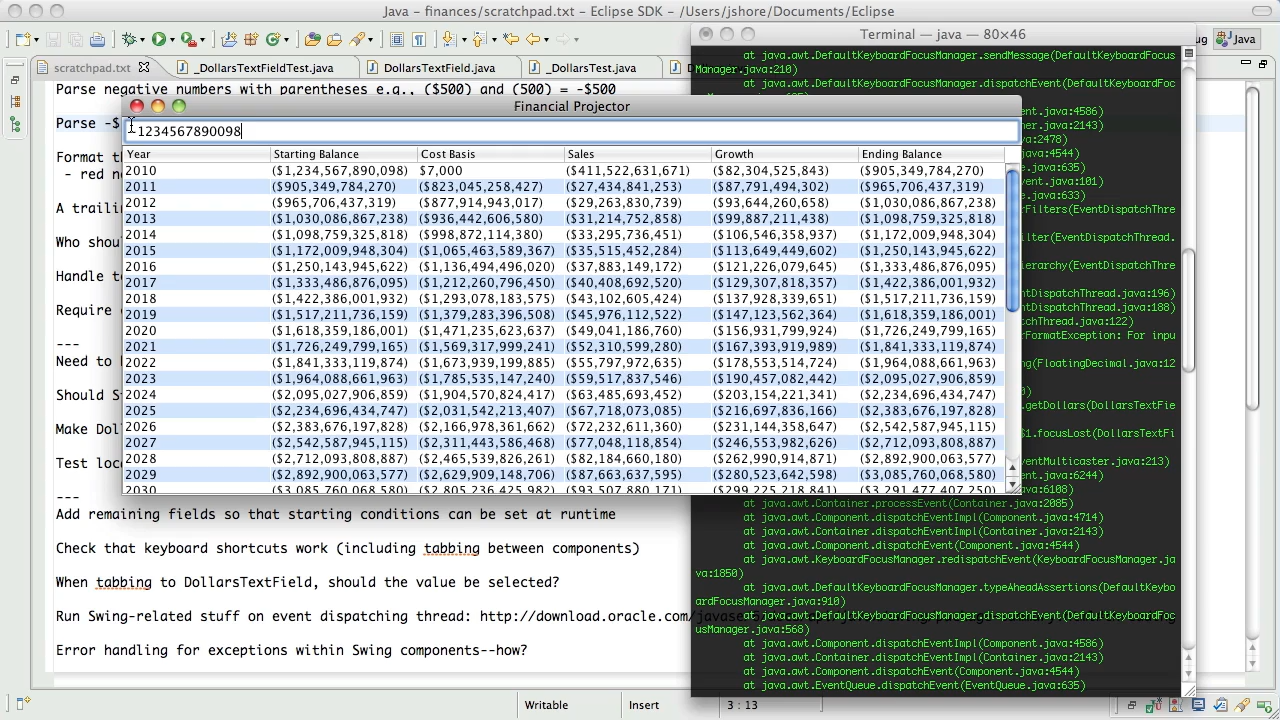 Java - finances/scratchpad.txt - Eclipse SDK - /Users/jshore/Documents/Eclipse
Terminal — java — 80×46
Java
scratchpad.txt
_DollarsTextFieldTest.java
DollarsTextField.java
_DollarsTest.java
Parse negative numbers with parentheses e.g., ($500) and (500) = -$500
Parse -$
Financial Projector
-1234567890098
Year Starting Balance Cost Basis Sales Growth Ending Balance
2010 ($1,234,567,890,098) $7,000 ($411,522,631,671) ($82,304,525,843) ($905,349,784,270)
2011 ($905,349,784,270) ($823,045,258,427) ($27,434,841,253) ($87,791,494,302) ($965,706,437,319)
2012 ($965,706,437,319) ($877,914,943,017) ($29,263,830,739) ($93,644,260,658) ($1,030,086,867,238)
2013 ($1,030,086,867,238) ($936,442,606,580) ($31,214,752,858) ($99,887,211,438) ($1,098,759,325,818)
2014 ($1,098,759,325,818) ($998,872,114,380) ($33,295,736,451) ($106,546,358,937) ($1,172,009,948,304)
2015 ($1,172,009,948,304) ($1,065,463,589,367) ($35,515,452,284) ($113,649,449,602) ($1,250,143,945,622)
2016 ($1,250,143,945,622) ($1,136,494,496,020) ($37,883,149,172) ($121,226,079,645) ($1,333,486,876,095)
2017 ($1,333,486,876,095) ($1,212,260,796,450) ($40,408,692,520) ($129,307,818,357) ($1,422,386,001,932)
2018 ($1,422,386,001,932) ($1,293,078,183,575) ($43,102,605,424) ($137,928,339,651) ($1,517,211,736,159)
2019 ($1,517,211,736,159) ($1,379,283,396,508) ($45,976,112,522) ($147,123,562,364) ($1,618,359,186,001)
2020 ($1,618,359,186,001) ($1,471,235,623,637) ($49,041,186,760) ($156,931,799,924) ($1,726,249,799,165)
2021 ($1,726,249,799,165) ($1,569,317,999,241) ($52,310,599,280) ($167,393,919,989) ($1,841,333,119,874)
2022 ($1,841,333,119,874) ($1,673,939,199,885) ($55,797,972,635) ($178,553,514,724) ($1,964,088,661,963)
2023 ($1,964,088,661,963) ($1,785,535,147,240) ($59,517,837,546) ($190,457,082,442) ($2,095,027,906,859)
2024 ($2,095,027,906,859) ($1,904,570,824,417) ($63,485,693,452) ($203,154,221,341) ($2,234,696,434,747)
2025 ($2,234,696,434,747) ($2,031,542,213,407) ($67,718,073,085) ($216,697,836,166) ($2,383,676,197,828)
2026 ($2,383,676,197,828) ($2,166,978,361,662) ($72,232,611,360) ($231,144,358,647) ($2,542,587,945,115)
2027 ($2,542,587,945,115) ($2,311,443,586,468) ($77,048,118,854) ($246,553,982,626) ($2,712,093,808,887)
2028 ($2,712,093,808,887) ($2,465,539,826,261) ($82,184,660,180) ($262,990,914,871) ($2,892,900,063,577)
2029 ($2,892,900,063,577) ($2,629,909,148,706) ($87,663,637,595) ($280,523,642,598) ($3,085,760,068,580)
2030 ($3,085,760,068,580) ($2,805,236,425,982) ($93,507,880,171) ($299,225,218,841) ($3,291,477,407,250)
Add remaining fields so that starting conditions can be set at runtime
Check that keyboard shortcuts work (including tabbing between components)
When tabbing to DollarsTextField, should the value be selected?
Run Swing-related stuff on event dispatching thread: http://download.oracle.com/
Error handling for exceptions within Swing components--how?
at java.awt.DefaultKeyboardFocusManager.sendMessage(DefaultKeyboardFocus
Manager.java:210)
at java.awt.DefaultKeyboardFocusManager.dispatchEvent(DefaultKeyboardFoc
at java.awt.Container.processEvent(Container.java:2085)
at java.awt.Component.dispatchEventImpl(Component.java:4714)
at java.awt.Container.dispatchEventImpl(Container.java:2143)
at java.awt.Component.dispatchEvent(Component.java:4544)
at java.awt.KeyboardFocusManager.redispatchEvent(KeyboardFocusManager.ja
va:1850)
at java.awt.DefaultKeyboardFocusManager.typeAheadAssertions(DefaultKeybo
ardFocusManager.java:910)
at java.awt.DefaultKeyboardFocusManager.dispatchEvent(DefaultKeyboardFoc
usManager.java:568)
at java.awt.Component.dispatchEventImpl(Component.java:4586)
at java.awt.Container.dispatchEventImpl(Container.java:2143)
at java.awt.Component.dispatchEvent(Component.java:4544)
at java.awt.EventQueue.dispatchEvent(EventQueue.java:635)
Writable
Insert
3 : 13